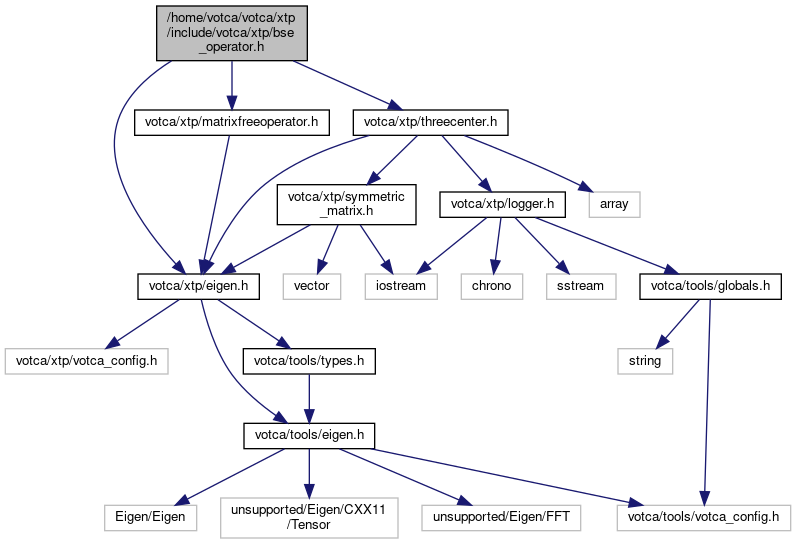 /home/votca/votca/xtp
/include/votca/xtp/bse
_operator.h
votca/xtp/matrixfreeoperator.h
votca/xtp/threecenter.h
votca/xtp/symmetric
_matrix.h
votca/xtp/logger.h
array
votca/xtp/eigen.h
vector
iostream
chrono
sstream
votca/tools/globals.h
votca/xtp/votca_config.h
votca/tools/types.h
string
votca/tools/eigen.h
Eigen/Eigen
unsupported/Eigen/CXX11
/Tensor
unsupported/Eigen/FFT
votca/tools/votca_config.h